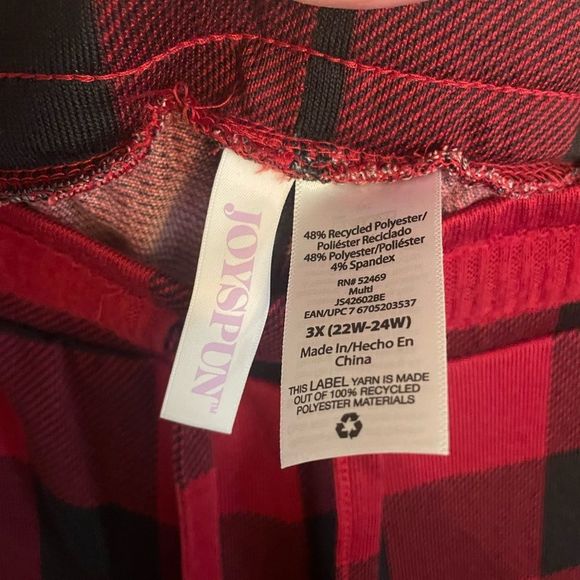 JOYSPUN™
48% Recycled Polyester/
Poliéster Reciclado
48% Polyester/Poliéster
4% Spandex
RN# 52469
Multi
JS42602BE
EAN/UPC 7 6705203537
3X (22W-24W)
Made In/Hecho En
China
THIS LABEL YARN IS MADE
OUT OF 100% RECYCLED
POLYESTER MATERIALS